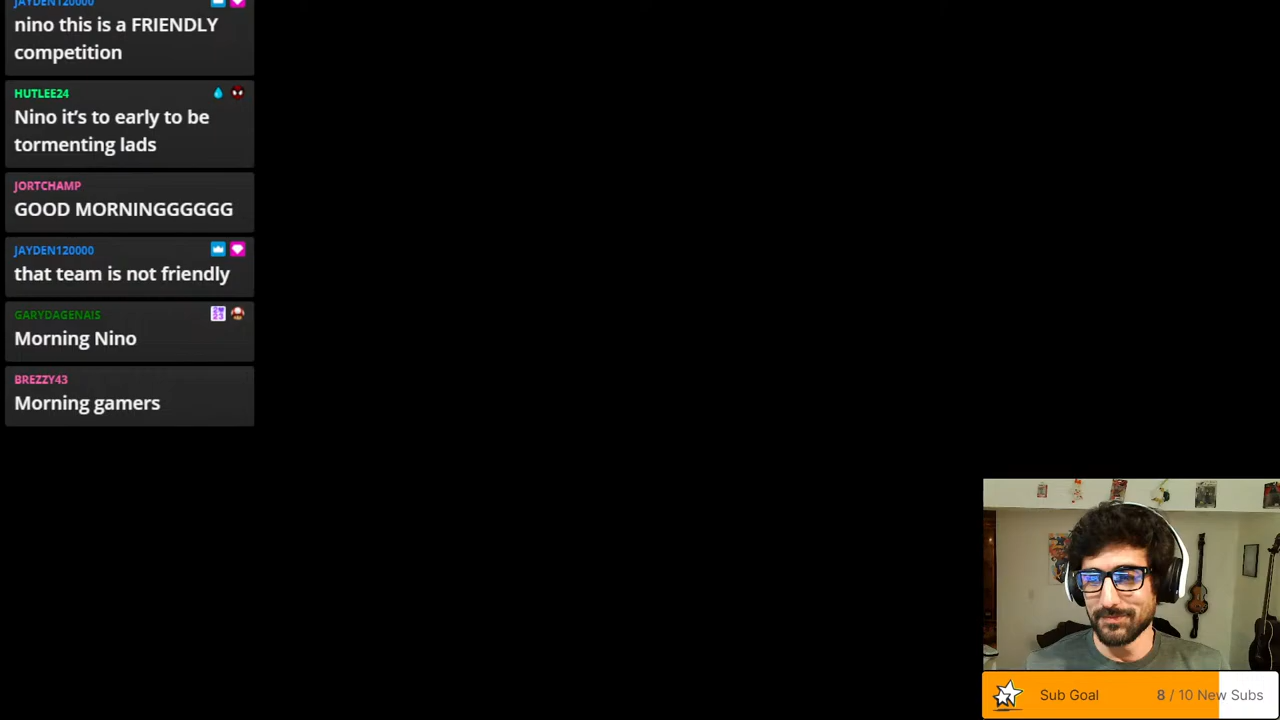 JAYDEN120000
nino this is a FRIENDLY
competition
HUTLEE24
Nino it's to early to be
tormenting lads
JORTCHAMP
GOOD MORNINGGGGGG
JAYDEN120000
that team is not friendly
GARYDAGENAIS
Morning Nino
BREZZY43
Morning gamers
Sub Goal
8 / 10 New Subs